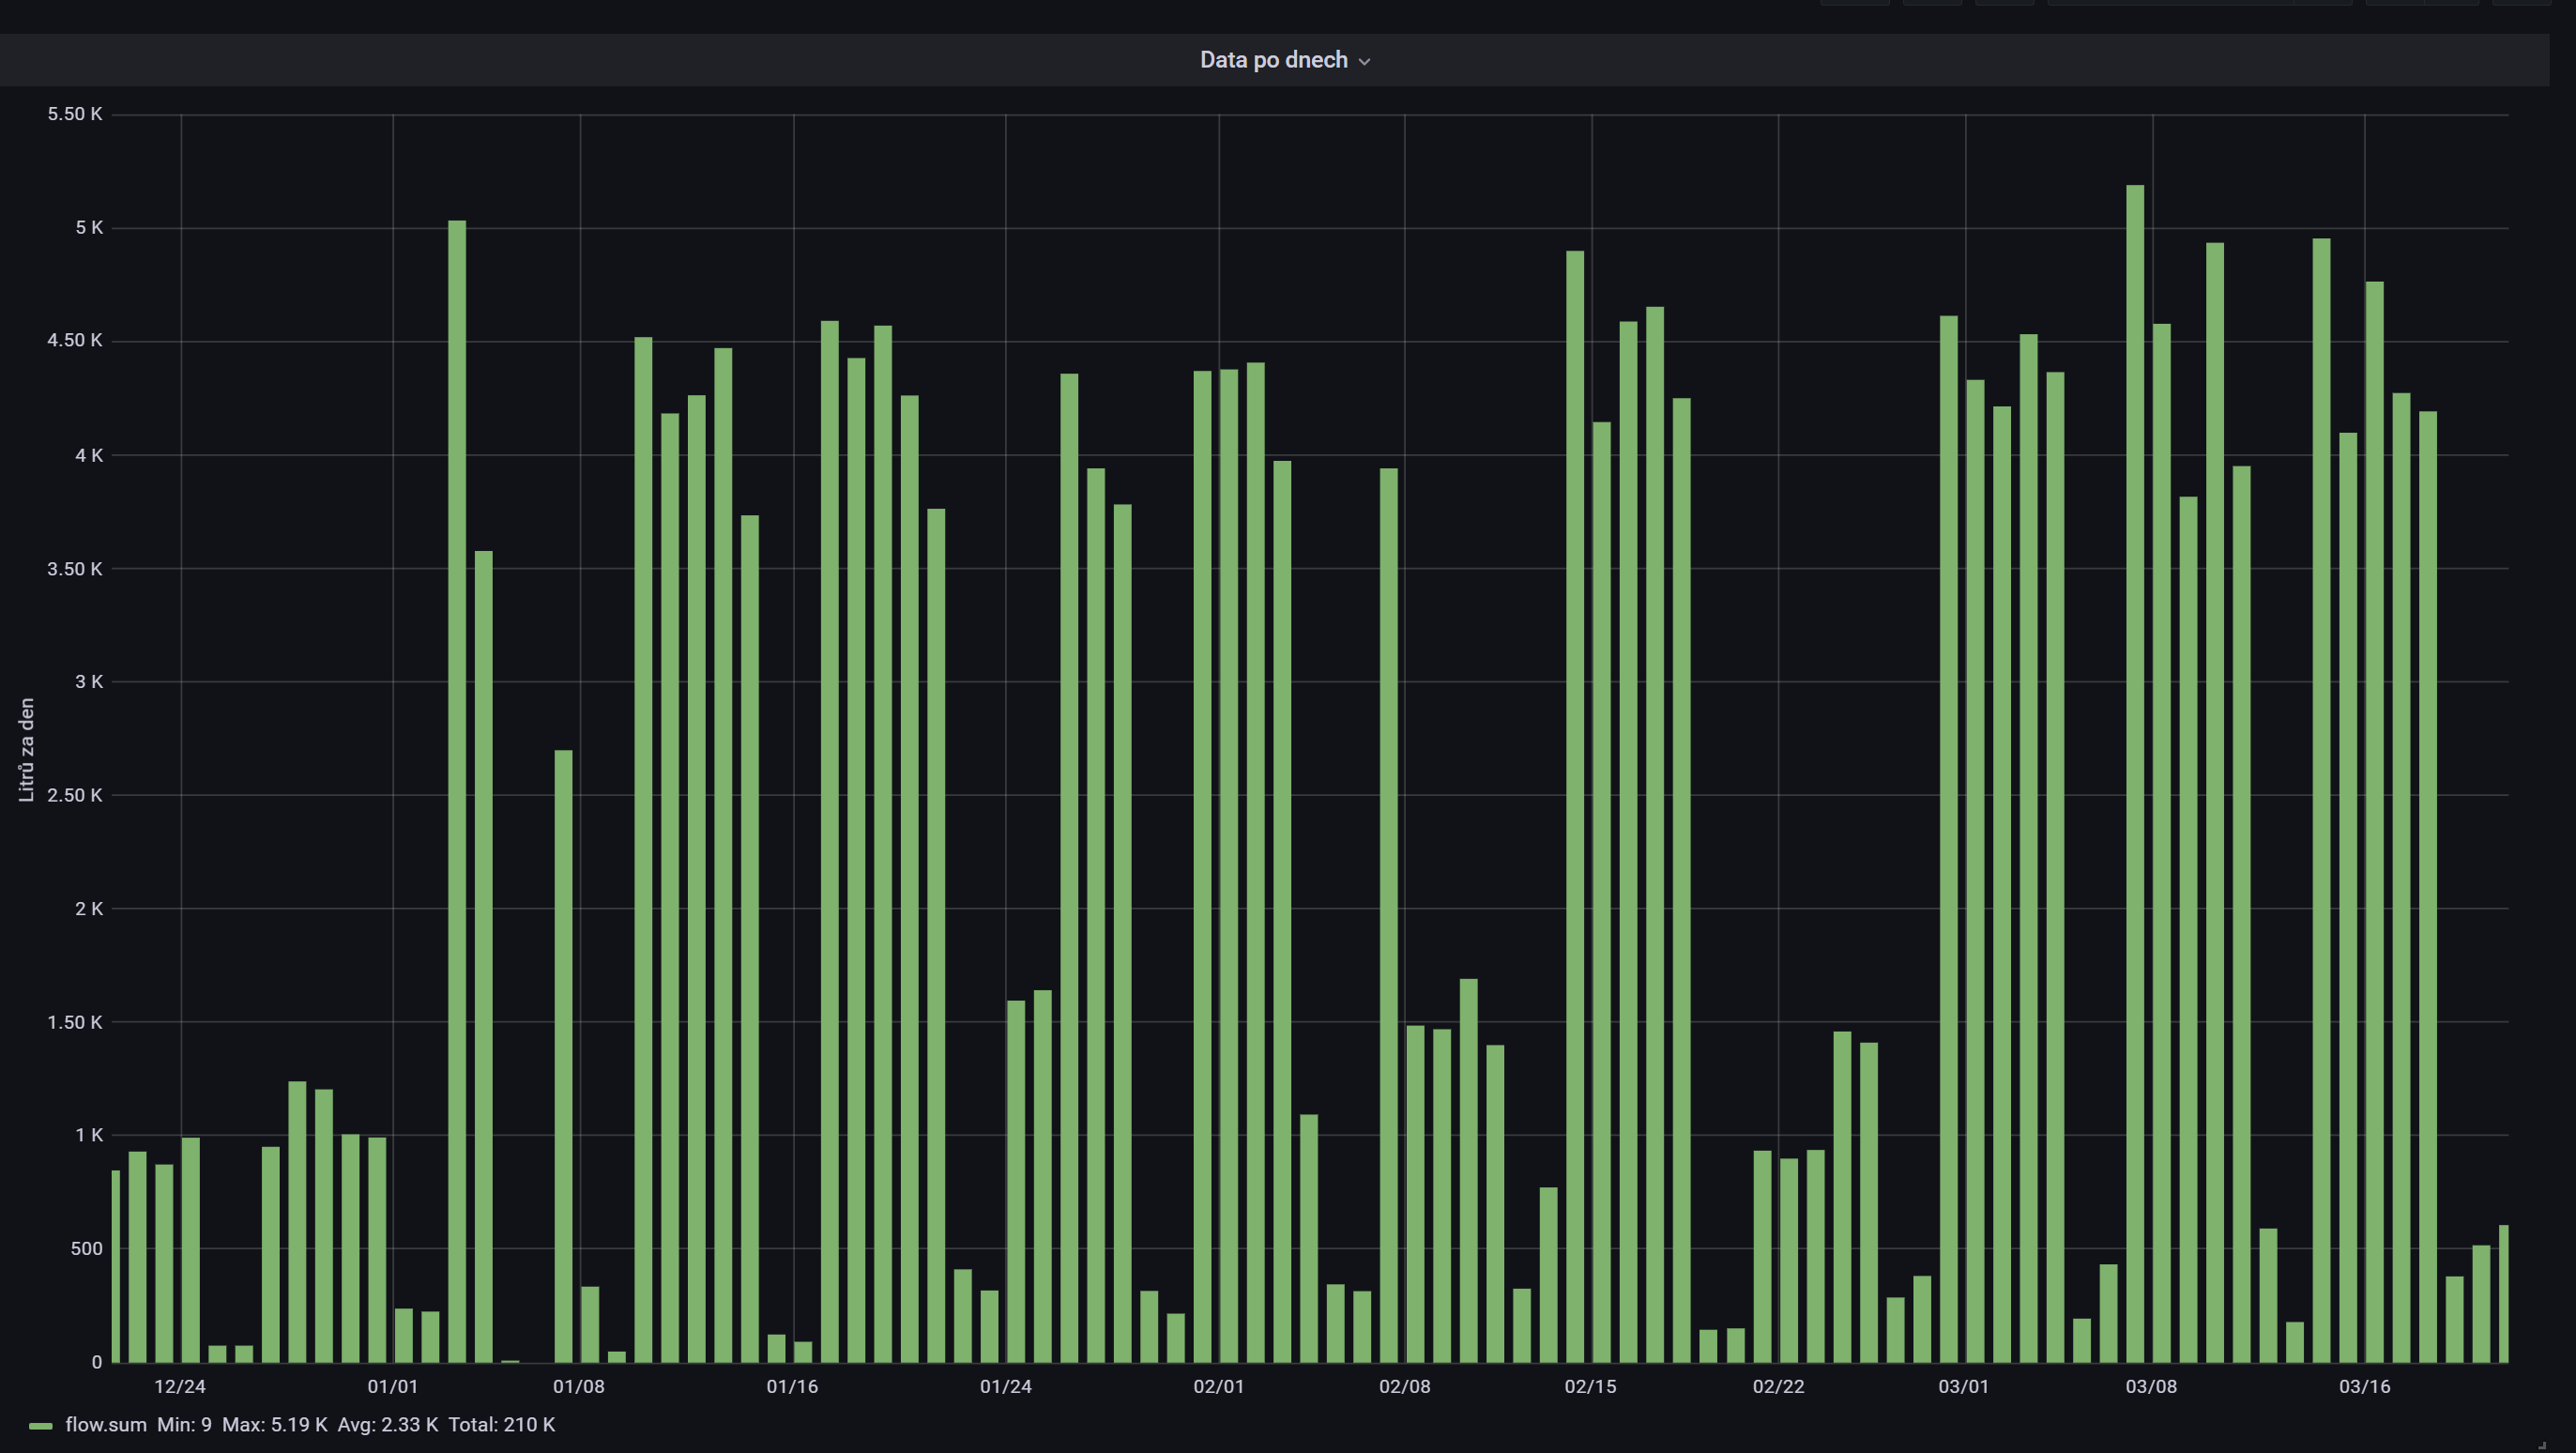 Data po dnech
5.50 K
5 K
4.50 K
4 K
3.50 K
3 K
2.50 K
2 K
1.50 K
1 K
500
0
Litrů za den
12/24 01/01 01/08 01/16 01/24 02/01 02/08 02/15 02/22 03/01 03/08 03/16
flow.sum Min: 9 Max: 5.19 K Avg: 2.33 K Total: 210 K